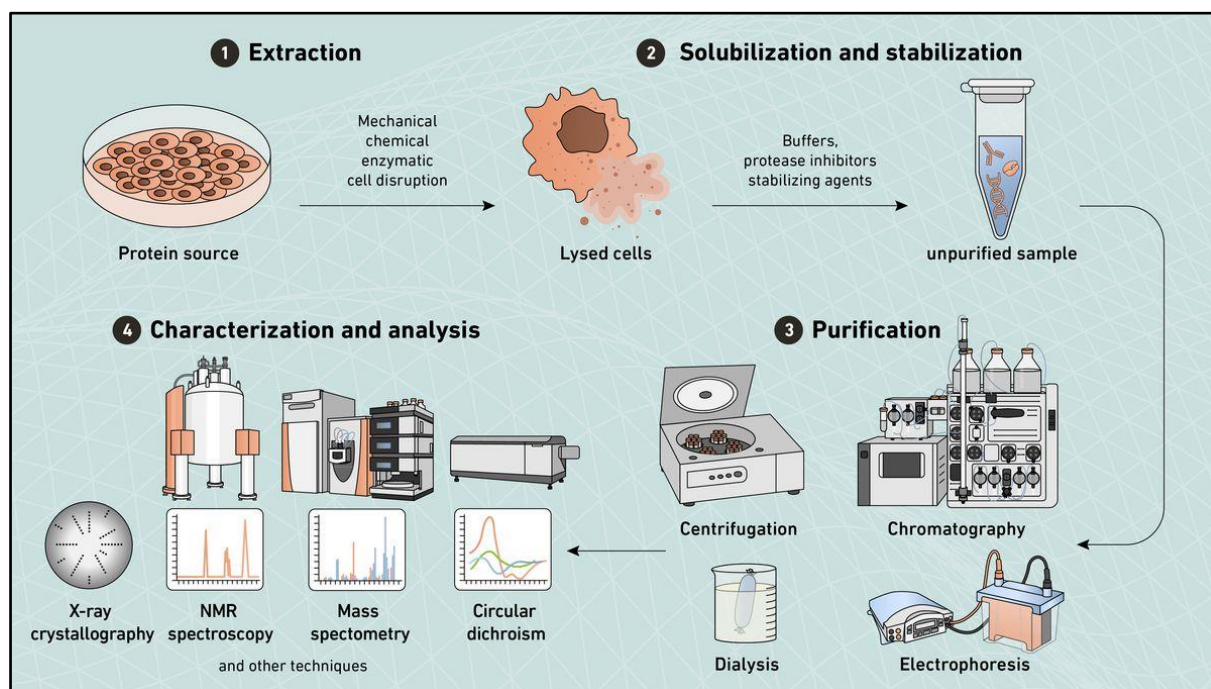 1 Extraction
Protein source
Mechanical
chemical
enzymatic
cell disruption
2 Solubilization and stabilization
Lysed cells
Buffers,
protease inhibitors
stabilizing agents
unpurified sample
3 Purification
Centrifugation
Chromatography
Dialysis
Electrophoresis
4 Characterization and analysis
X-ray
crystallography
NMR
spectroscopy
Mass
spectometry
Circular
dichroism
and other techniques